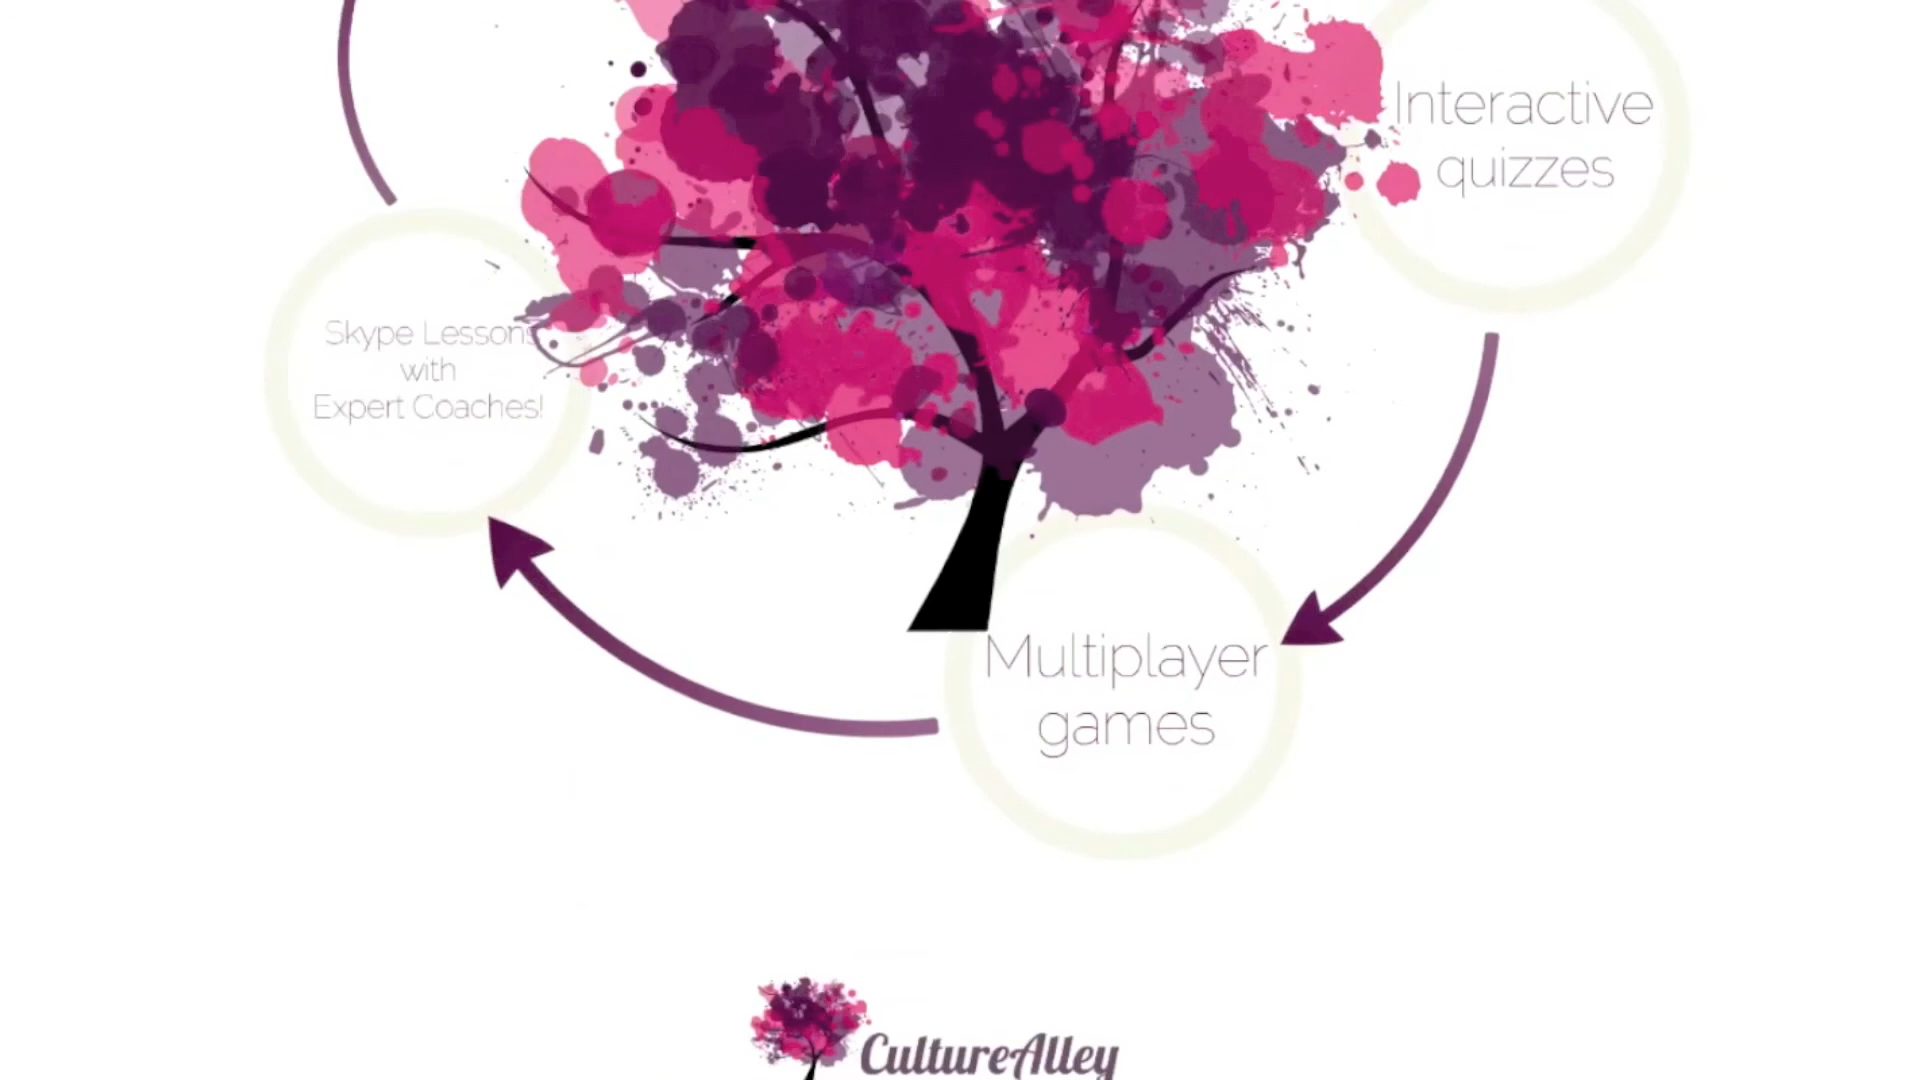 Interactive
quizzes
Skype Lessons
with
Expert Coaches!
Multiplayer
games
CultureAlley